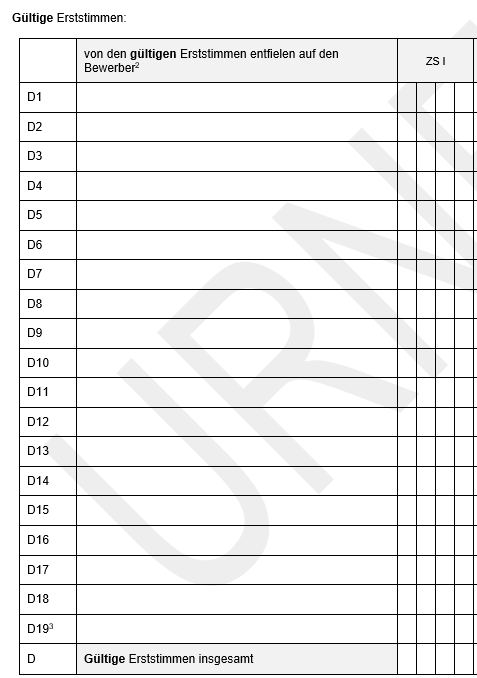 Gültige Erststimmen:
von den gültigen Erststimmen entfielen auf den
Bewerber²
ZS I
D1
D2
D3
D4
D5
D6
D7
D8
D9
D10
D11
D12
D13
D14
D15
D16
D17
D18
D19³
D Gültige Erststimmen insgesamt